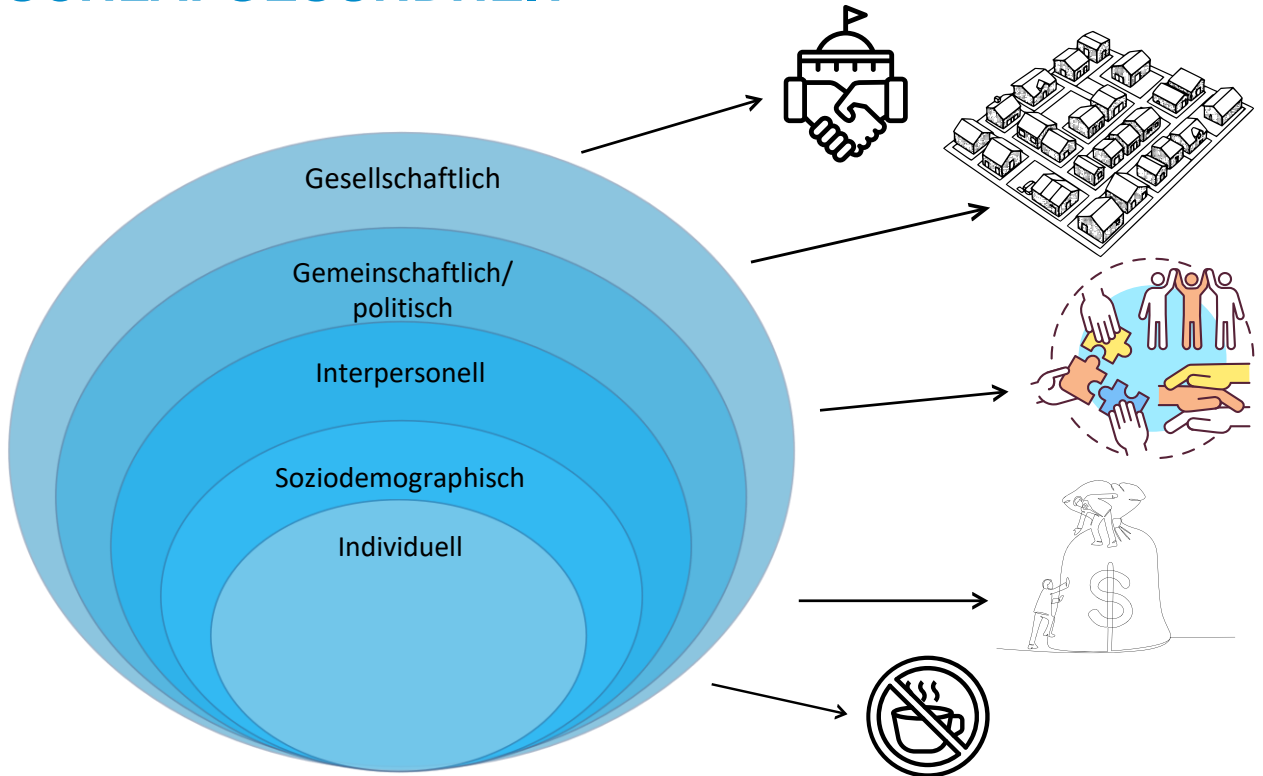 Gesellschaftlich
Gemeinschaftlich/
politisch
Interpersonell
Soziodemographisch
Individuell
$